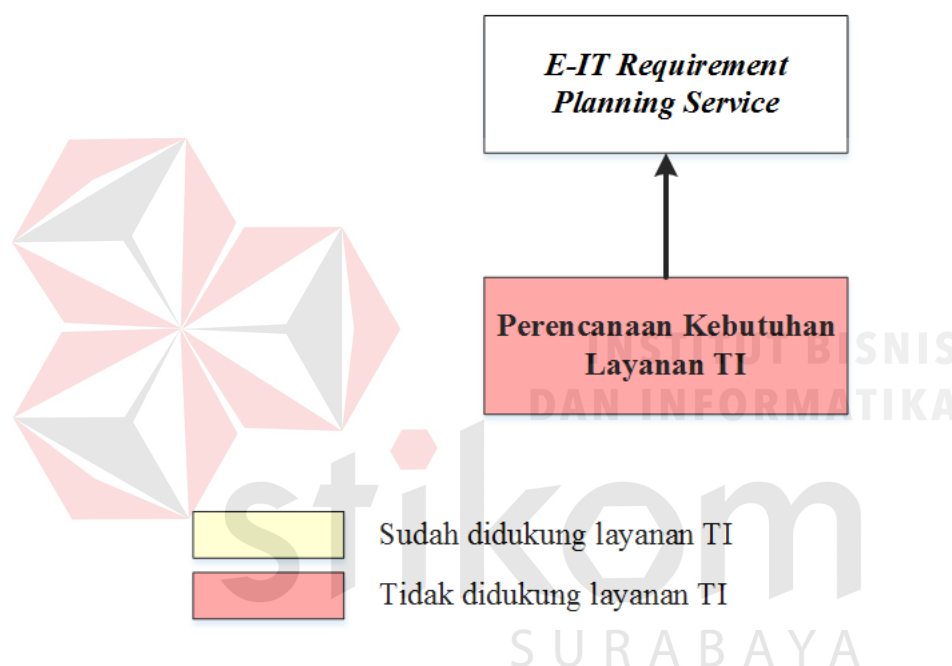 E-IT Requirement
Planning Service
Perencanaan Kebutuhan
Layanan TI
INSTITUT BISNIS
DAN INFORMATIKA
stikom
SURABAYA
Sudah didukung layanan TI
Tidak didukung layanan TI